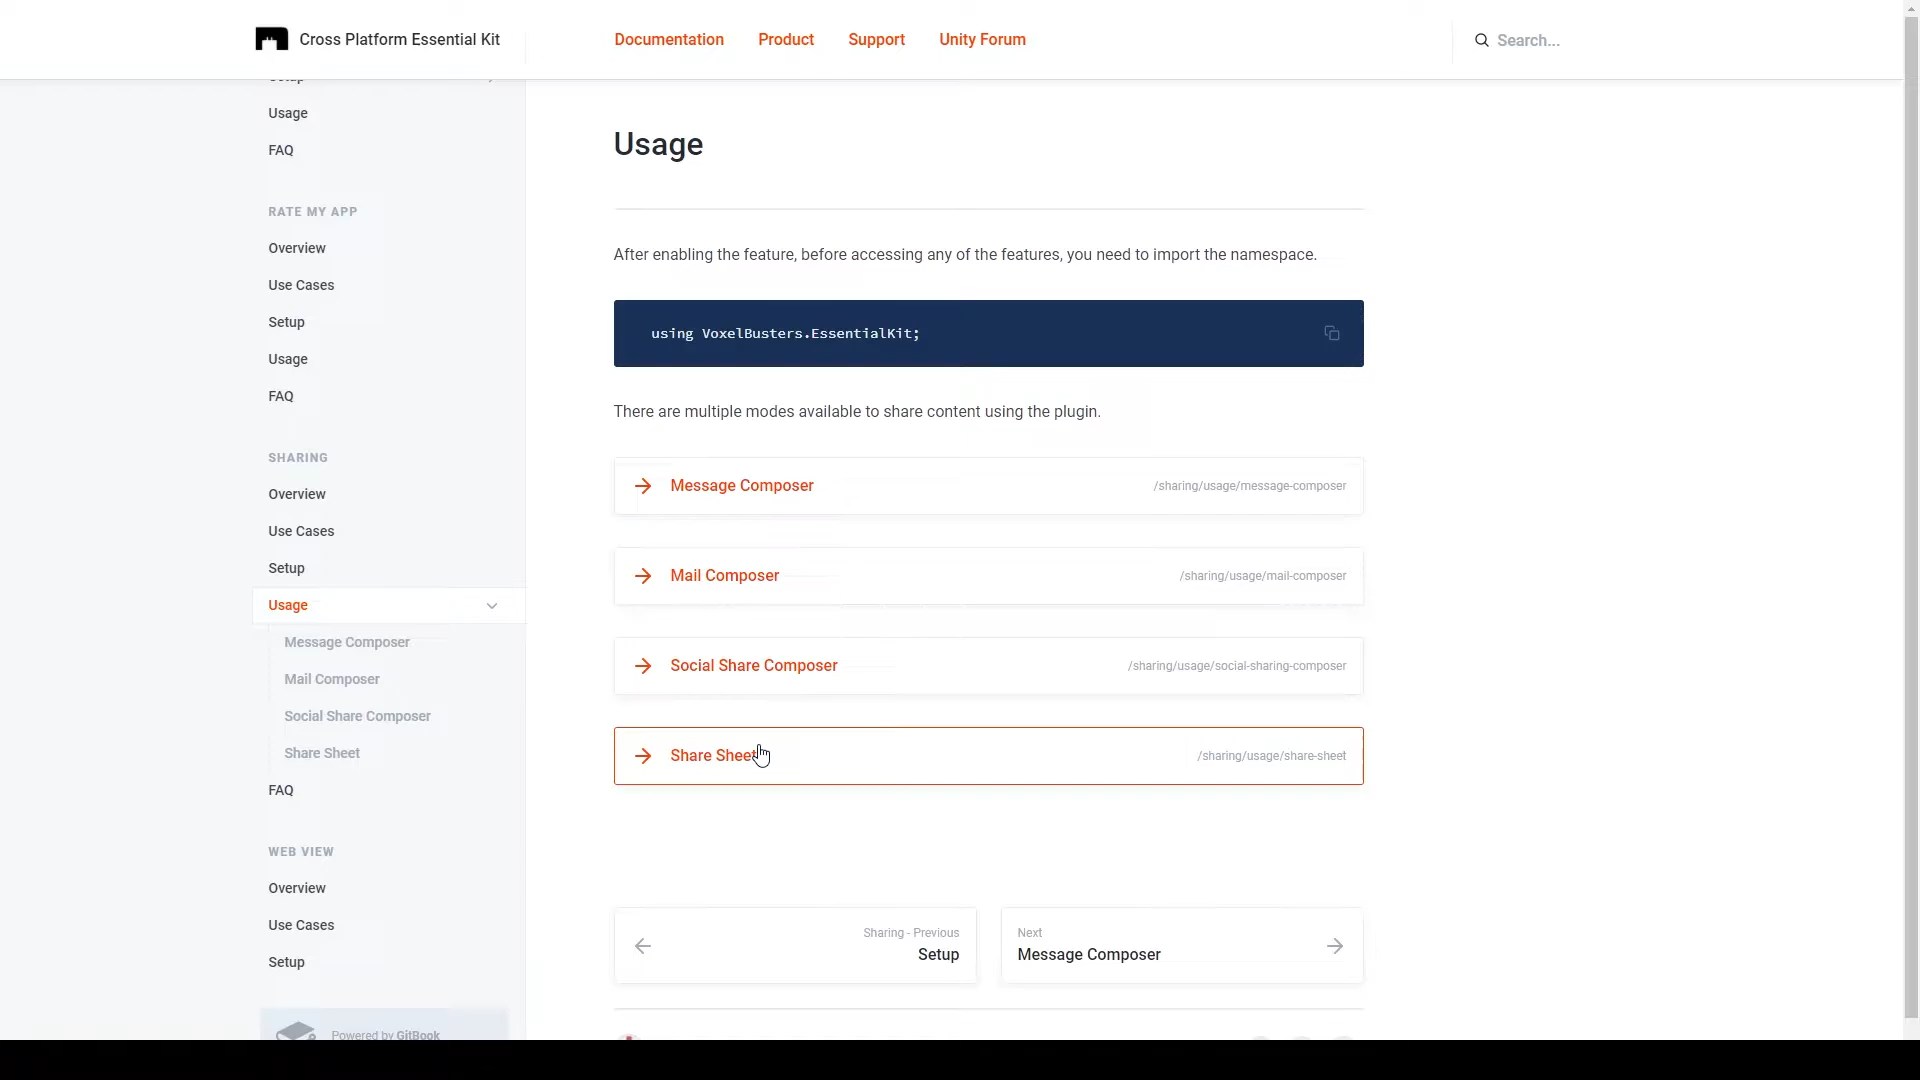 Cross Platform Essential Kit
Documentation
Product
Support
Unity Forum
Search...
Usage
FAQ
RATE MY APP
Overview
Use Cases
Setup
Usage
FAQ
SHARING
Overview
Use Cases
Setup
Usage
Message Composer
Mail Composer
Social Share Composer
Share Sheet
FAQ
WEB VIEW
Overview
Use Cases
Setup
Powered by GitBook
Usage
After enabling the feature, before accessing any of the features, you need to import the namespace.
using VoxelBusters.EssentialKit;
There are multiple modes available to share content using the plugin.
Message Composer /sharing/usage/message-composer
Mail Composer /sharing/usage/mail-composer
Social Share Composer /sharing/usage/social-sharing-composer
Share Sheet /sharing/usage/share-sheet
Sharing - Previous
Setup
Next
Message Composer